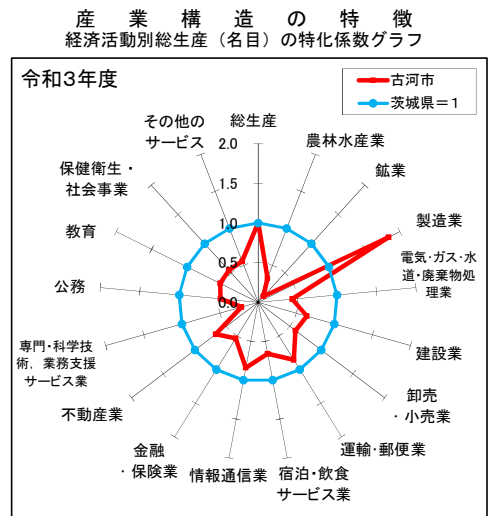 産業構造の特徴
経済活動別総生産（名目）の特化係数グラフ
令和3年度
古河市
茨城県＝1
総生産
農林水産業
鉱業
製造業
電気・ガス・水
道・廃棄物処
理業
建設業
卸売
・小売業
運輸・郵便業
宿泊・飲食
サービス業
情報通信業
金融
・保険業
不動産業
専門・科学技
術，業務支援
サービス業
公務
教育
保健衛生・
社会事業
その他の
サービス
2.0
1.5
1.0
0.5
0.0